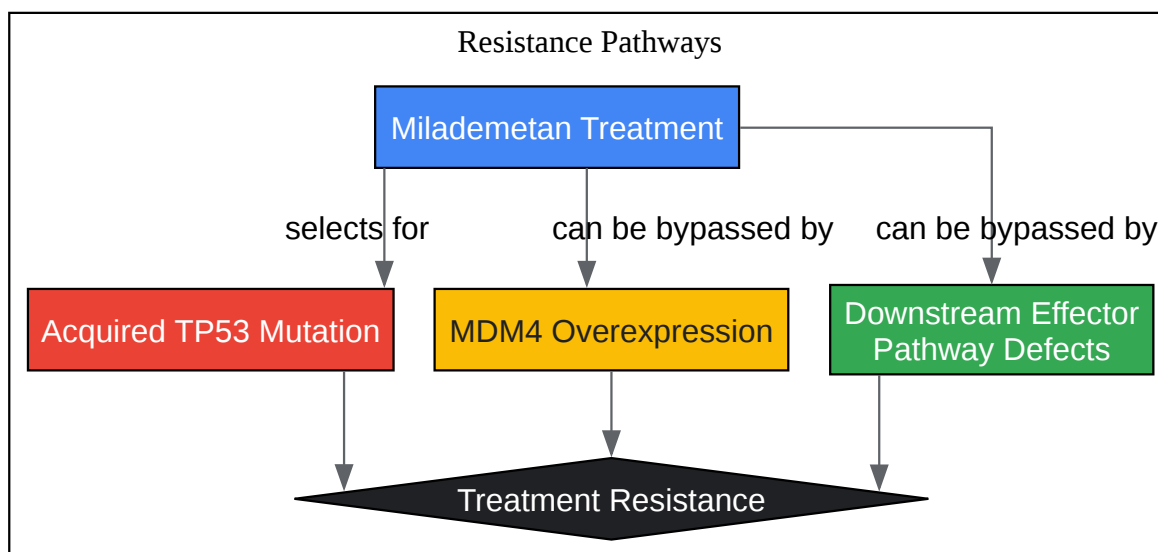 Resistance Pathways
Milademetan Treatment
selects for
can be bypassed by
can be bypassed by
Acquired TP53 Mutation
MDM4 Overexpression
Downstream Effector
Pathway Defects
Treatment Resistance